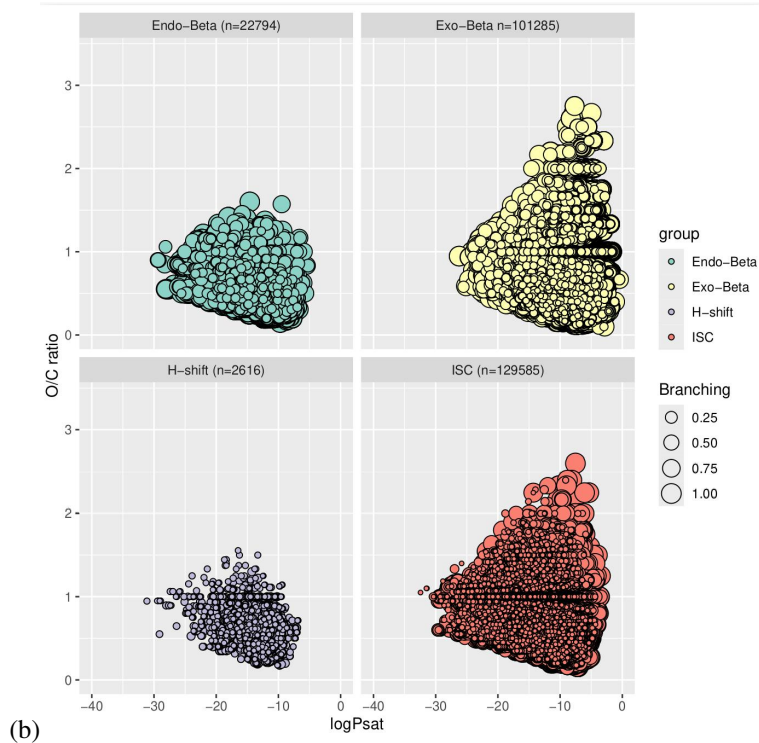 Endo-Beta (n=22794)
Exo-Beta n=101285)
3
2
1
0
H-shift (n=2616)
ISC (n=129585)
3
2
1
0
O/C ratio
-40 -30 -20 -10 0
-40 -30 -20 -10 0
logPsat
group
Endo-Beta
Exo-Beta
H-shift
ISC
Branching
0.25
0.50
0.75
1.00
(b)